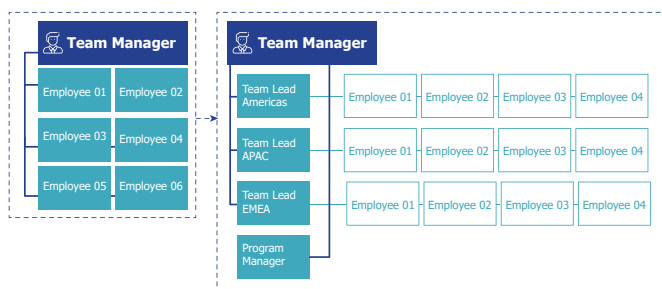 Team Manager
Employee 01
Employee 02
Employee 03
Employee 04
Employee 05
Employee 06
Team Manager
Team Lead
Americas
Employee 01
Employee 02
Employee 03
Employee 04
Team Lead
APAC
Employee 01
Employee 02
Employee 03
Employee 04
Team Lead
EMEA
Employee 01
Employee 02
Employee 03
Employee 04
Program
Manager